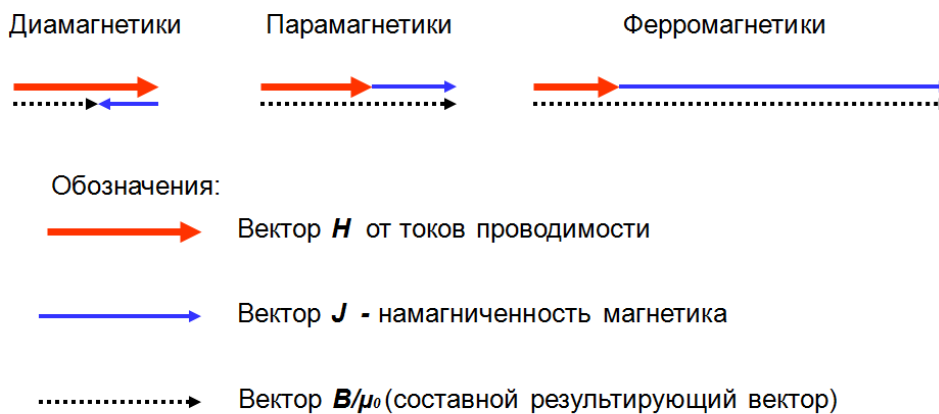 Диамагнетики Парамагнетики Ферромагнетики
Обозначения:
Вектор H от токов проводимости
Вектор J - намагниченность магнетика
Вектор B/μ₀ (составной результирующий вектор)